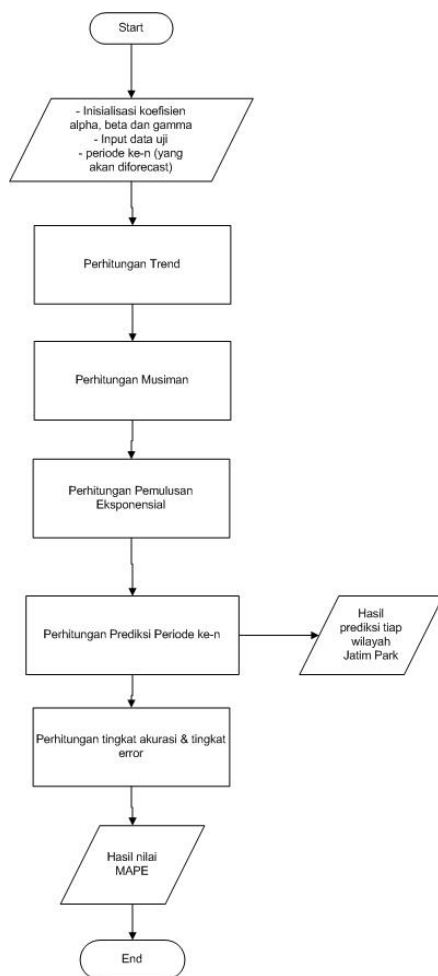 Start
- Inisialisasi koefisien
alpha, beta dan gamma
- Input data uji
- periode ke-n (yang
akan diforecast)
Perhitungan Trend
Perhitungan Musiman
Perhitungan Pemulusan
Eksponensial
Perhitungan Prediksi Periode ke-n
Hasil
prediksi tiap
wilayah
Jatim Park
Perhitungan tingkat akurasi & tingkat
error
Hasil nilai
MAPE
End